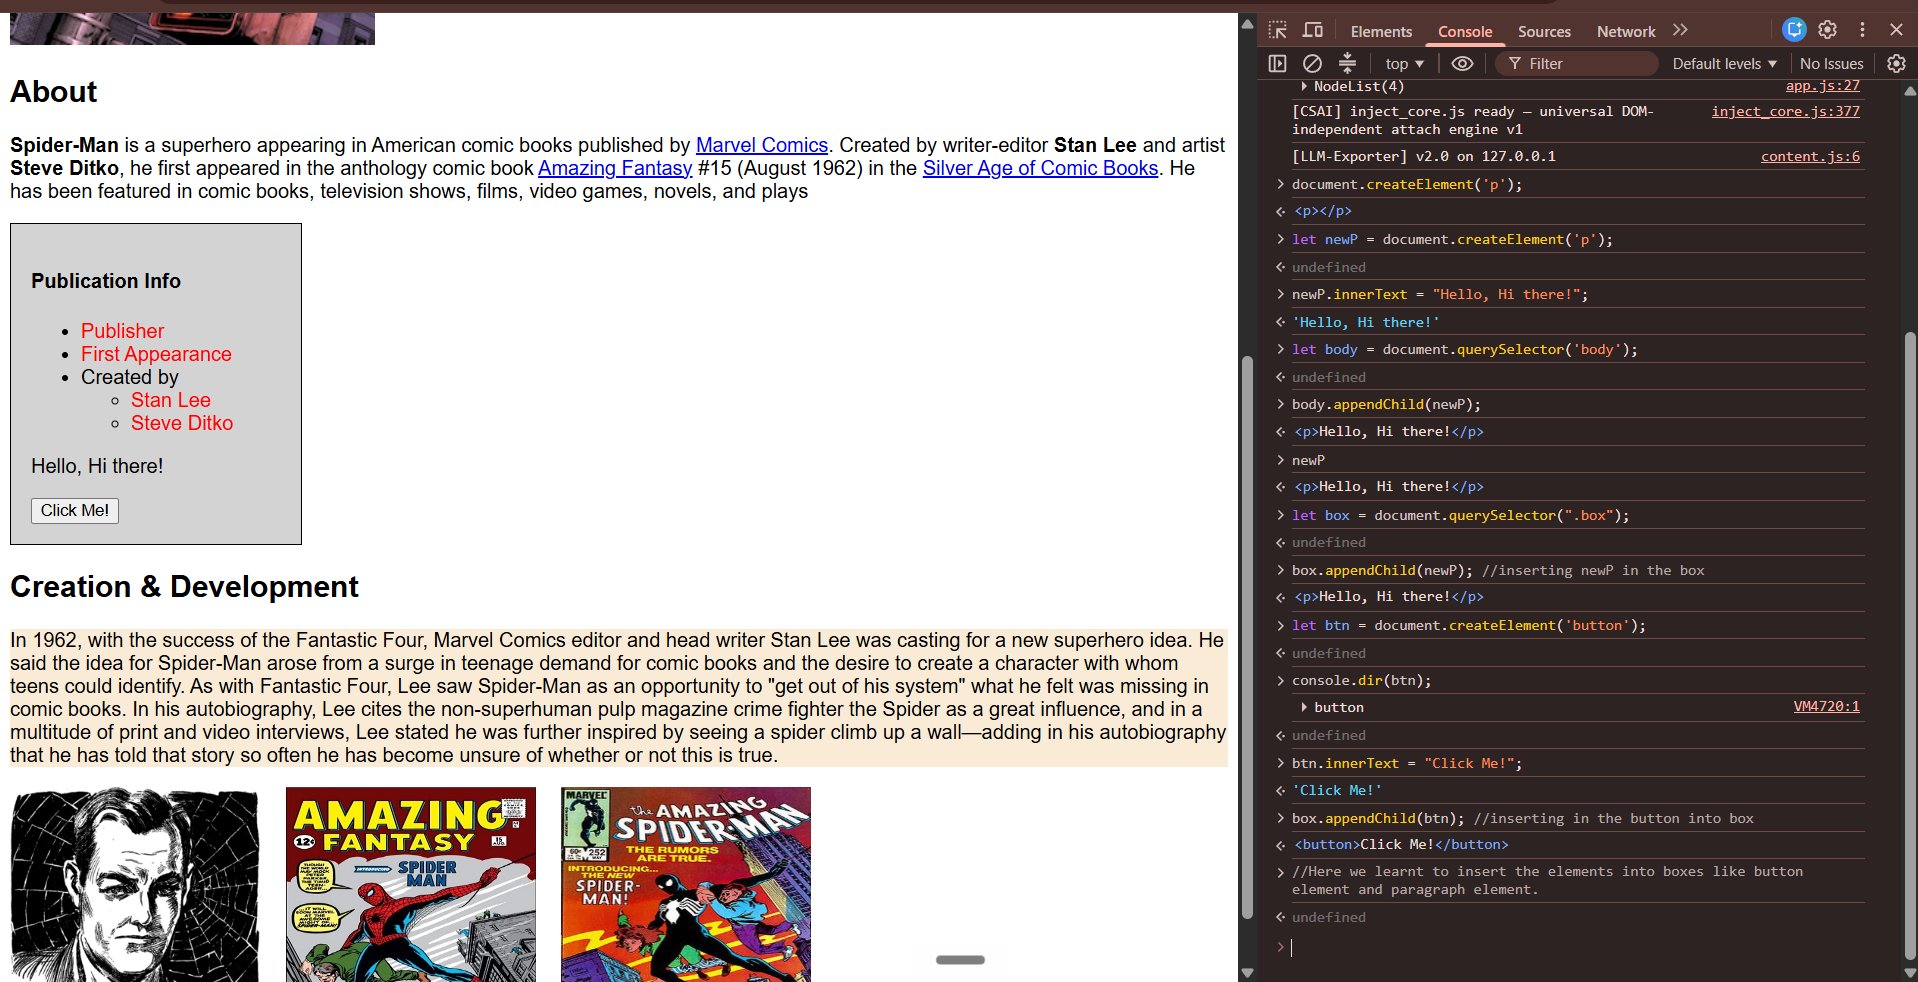 About
Spider-Man is a superhero appearing in American comic books published by Marvel Comics. Created by writer-editor Stan Lee and artist
Steve Ditko, he first appeared in the anthology comic book Amazing Fantasy #15 (August 1962) in the Silver Age of Comic Books. He
has been featured in comic books, television shows, films, video games, novels, and plays
Publication Info
Publisher
First Appearance
Created by
Stan Lee
Steve Ditko
Hello, Hi there!
Click Me!
Creation & Development
In 1962, with the success of the Fantastic Four, Marvel Comics editor and head writer Stan Lee was casting for a new superhero idea. He
said the idea for Spider-Man arose from a surge in teenage demand for comic books and the desire to create a character with whom
teens could identify. As with Fantastic Four, Lee saw Spider-Man as an opportunity to "get out of his system" what he felt was missing in
comic books. In his autobiography, Lee cites the non-superhuman pulp magazine crime fighter the Spider as a great influence, and in a
multitude of print and video interviews, Lee stated he was further inspired by seeing a spider climb up a wall—adding in his autobiography
that he has told that story so often he has become unsure of whether or not this is true.
AMAZING
12¢ FANTASY
15
INTRODUCING SPIDER
MAN
MARVEL
60¢ 252
MAY
the AMAZING
SPIDER-MAN
THE RUMORS
ARE TRUE.
INTRODUCING...
THE NEW
SPIDER-
MAN!
Elements Console Sources Network
top Filter Default levels No Issues
NodeList(4) app.js:27
[CSAI] inject_core.js ready — universal DOM- inject_core.js:377
independent attach engine v1
[LLM-Exporter] v2.0 on 127.0.0.1 content.js:6
document.createElement('p');
<p></p>
let newP = document.createElement('p');
undefined
newP.innerText = "Hello, Hi there!";
'Hello, Hi there!'
let body = document.querySelector('body');
undefined
body.appendChild(newP);
<p>Hello, Hi there!</p>
newP
<p>Hello, Hi there!</p>
let box = document.querySelector(".box");
undefined
box.appendChild(newP); //inserting newP in the box
<p>Hello, Hi there!</p>
let btn = document.createElement('button');
undefined
console.dir(btn);
button VM4720:1
undefined
btn.innerText = "Click Me!";
'Click Me!'
box.appendChild(btn); //inserting in the button into box
<button>Click Me!</button>
//Here we learnt to insert the elements into boxes like button
element and paragraph element.
undefined